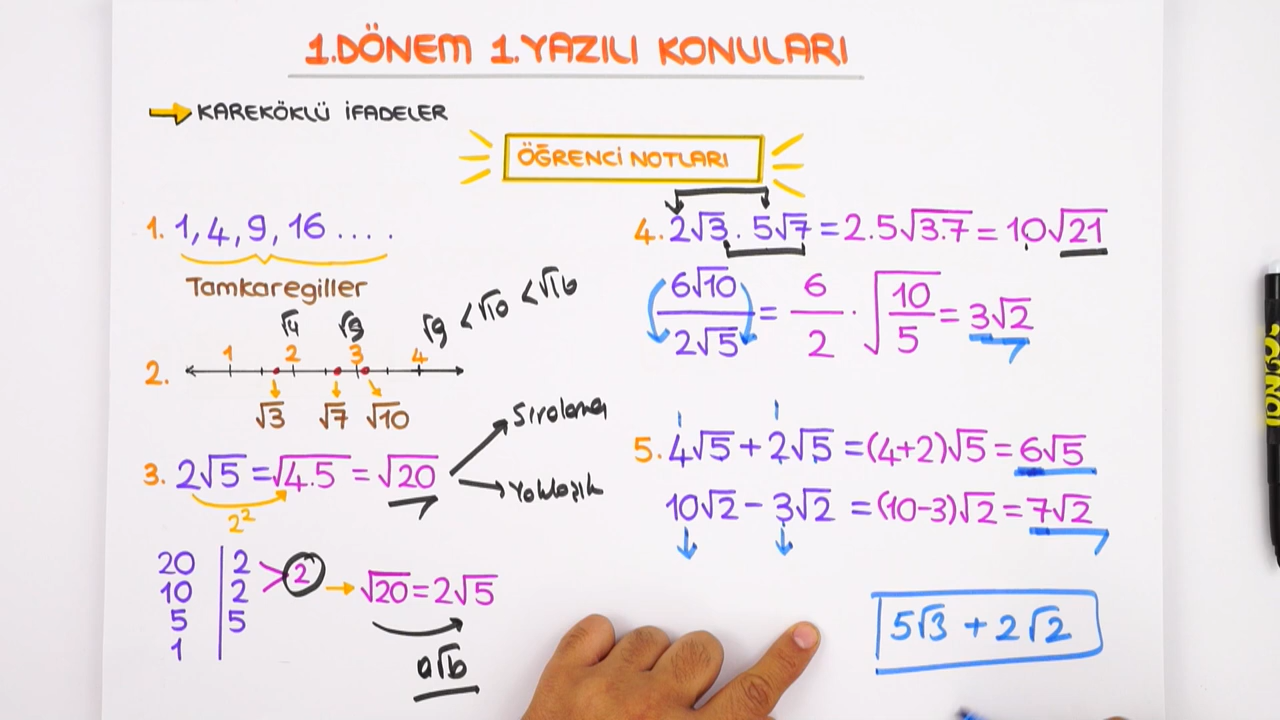 1.DÖNEM 1.YAZILI KONULARI
KAREKÖKLÜ İFADELER
ÖĞRENCİ NOTLARI
1. 1, 4, 9, 16 ....
Tamkaregiller
√4 √9 √9 < √10 < √16
1 2 3 4
2.
√3 √7 √10
Sıralama
3. 2√5 = √4.5 = √20
Yaklaşık
2²
20 | 2
10 | 2
5 | 5
1 |
2 → √20 = 2√5
a√b
4. 2√3 . 5√7 = 2.5√3.7 = 10√21
6√10 / 2√5 = 6/2 . √10/5 = 3√2
5. 4√5 + 2√5 = (4+2)√5 = 6√5
10√2 - 3√2 = (10-3)√2 = 7√2
5√3 + 2√2